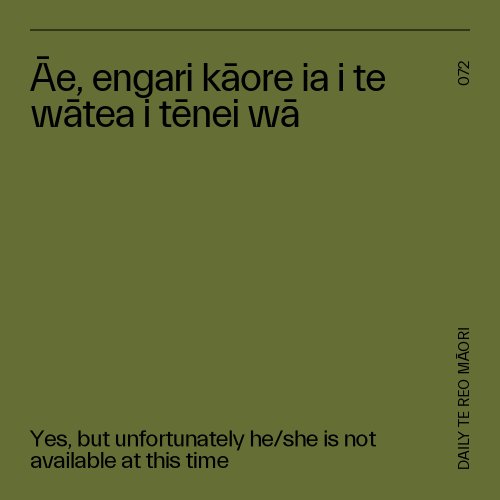 Āe, engari kāore ia i te
wātea i tēnei wā
072
DAILY TE REO MĀORI
Yes, but unfortunately he/she is not
available at this time